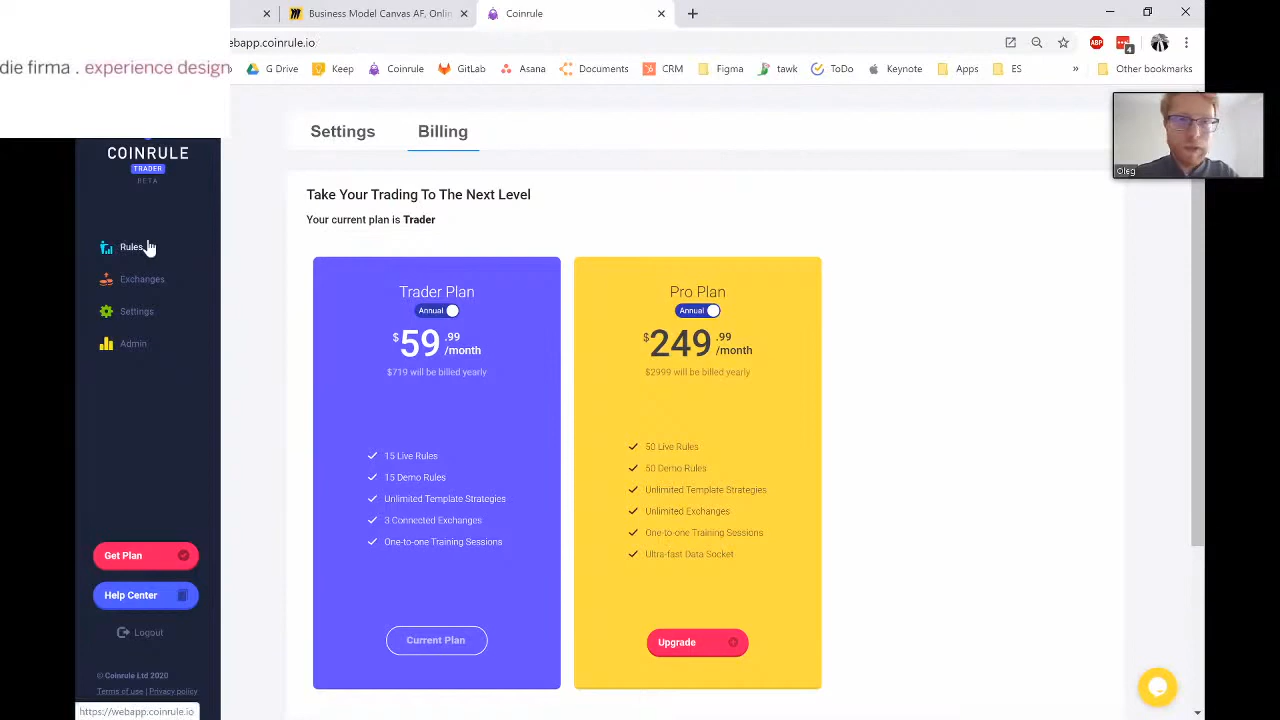 Business Model Canvas AF, Onlin
Coinrule
ebapp.coinrule.io
ABP
4
G Drive
Keep
Coinrule
GitLab
Asana
Documents
CRM
Figma
tawk
ToDo
Keynote
Apps
ES
»
Other bookmarks
die firma . experience design
Oleg
COINRULE
TRADER
BETA
Rules
Exchanges
Settings
Admin
Get Plan
Help Center
Logout
© Coinrule Ltd 2020
Terms of use | Privacy policy
https://webapp.coinrule.io
Settings
Billing
Take Your Trading To The Next Level
Your current plan is Trader
Trader Plan
Annual
$59.99
/month
$719 will be billed yearly
15 Live Rules
15 Demo Rules
Unlimited Template Strategies
3 Connected Exchanges
One-to-one Training Sessions
Current Plan
Pro Plan
Annual
$249.99
/month
$2999 will be billed yearly
50 Live Rules
50 Demo Rules
Unlimited Template Strategies
Unlimited Exchanges
One-to-one Training Sessions
Ultra-fast Data Socket
Upgrade